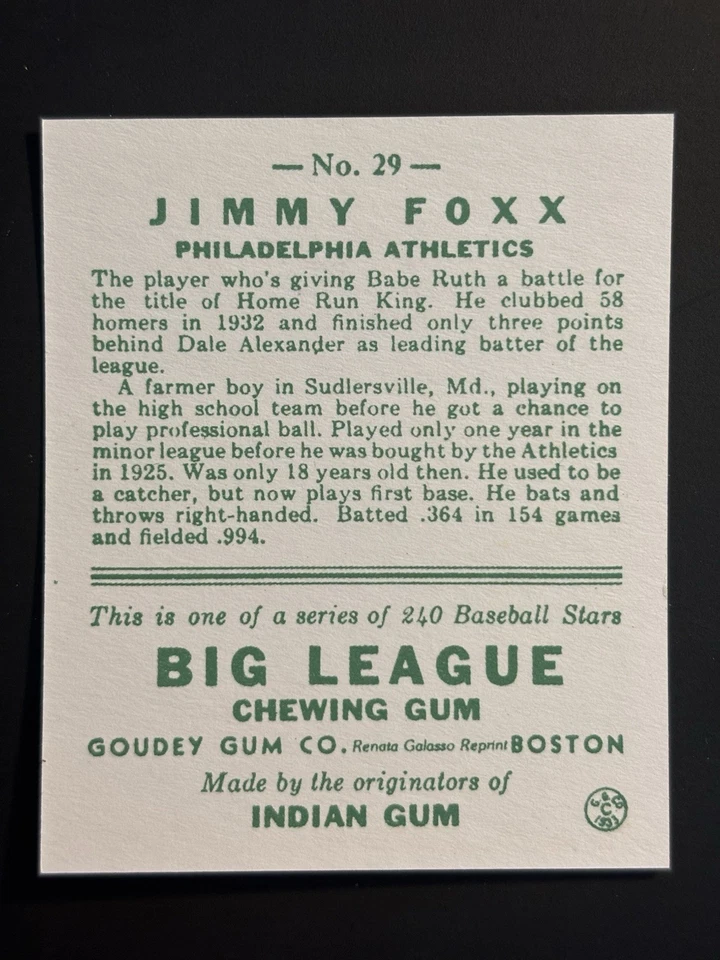 — No. 29 —
JIMMY FOXX
PHILADELPHIA ATHLETICS
The player who's giving Babe Ruth a battle for
the title of Home Run King. He clubbed 58
homers in 1932 and finished only three points
behind Dale Alexander as leading batter of the
league.
A farmer boy in Sudlersville, Md., playing on
the high school team before he got a chance to
play professional ball. Played only one year in the
minor league before he was bought by the Athletics
in 1925. Was only 18 years old then. He used to be
a catcher, but now plays first base. He bats and
throws right-handed. Batted .364 in 154 games
and fielded .994.
This is one of a series of 240 Baseball Stars
BIG LEAGUE
CHEWING GUM
GOUDEY GUM CO. Renata Galasso Reprint BOSTON
Made by the originators of
INDIAN GUM
C
1933